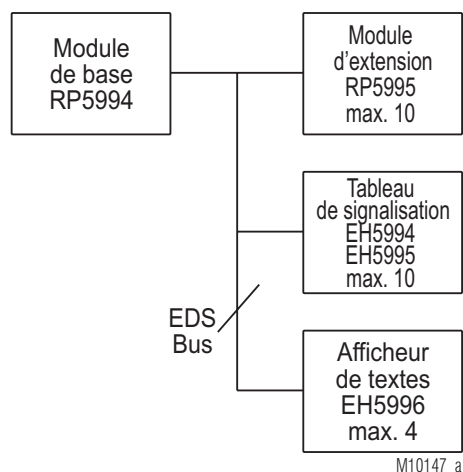 Module
de base
RP5994
Module
d'extension
RP5995
max. 10
Tableau
de signalisation
EH5994
EH5995
max. 10
EDS
Bus
Afficheur
de textes
EH5996
max. 4
M10147_a